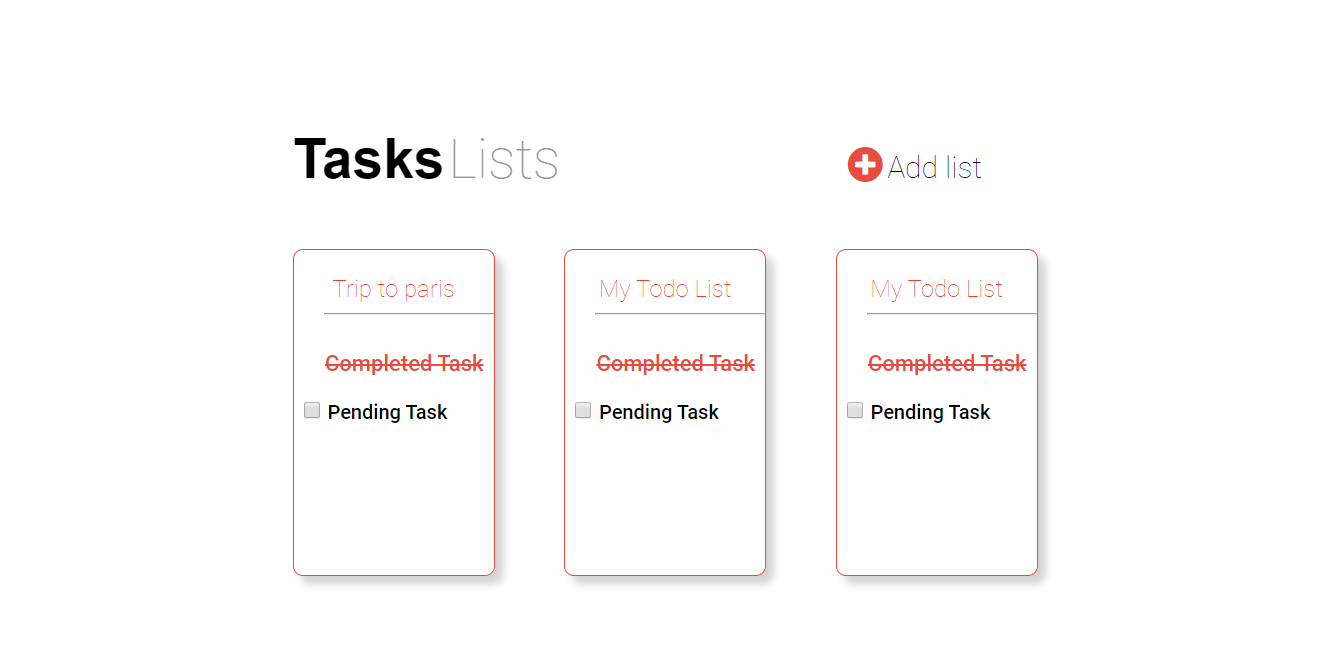 Tasks Lists
Add list
Trip to paris
Completed Task
Pending Task
My Todo List
Completed Task
Pending Task
My Todo List
Completed Task
Pending Task